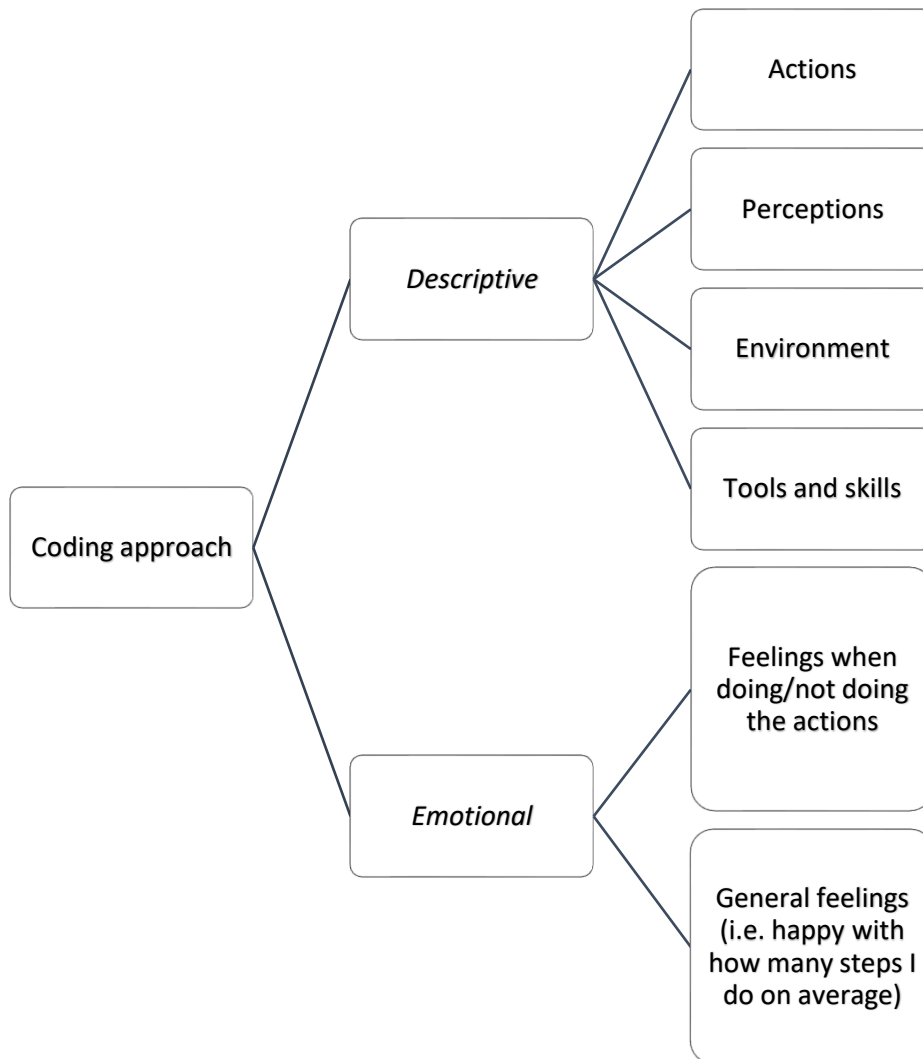 Coding approach
Descriptive
Actions
Perceptions
Environment
Tools and skills
Emotional
Feelings when
doing/not doing
the actions
General feelings
(i.e. happy with
how many steps I
do on average)